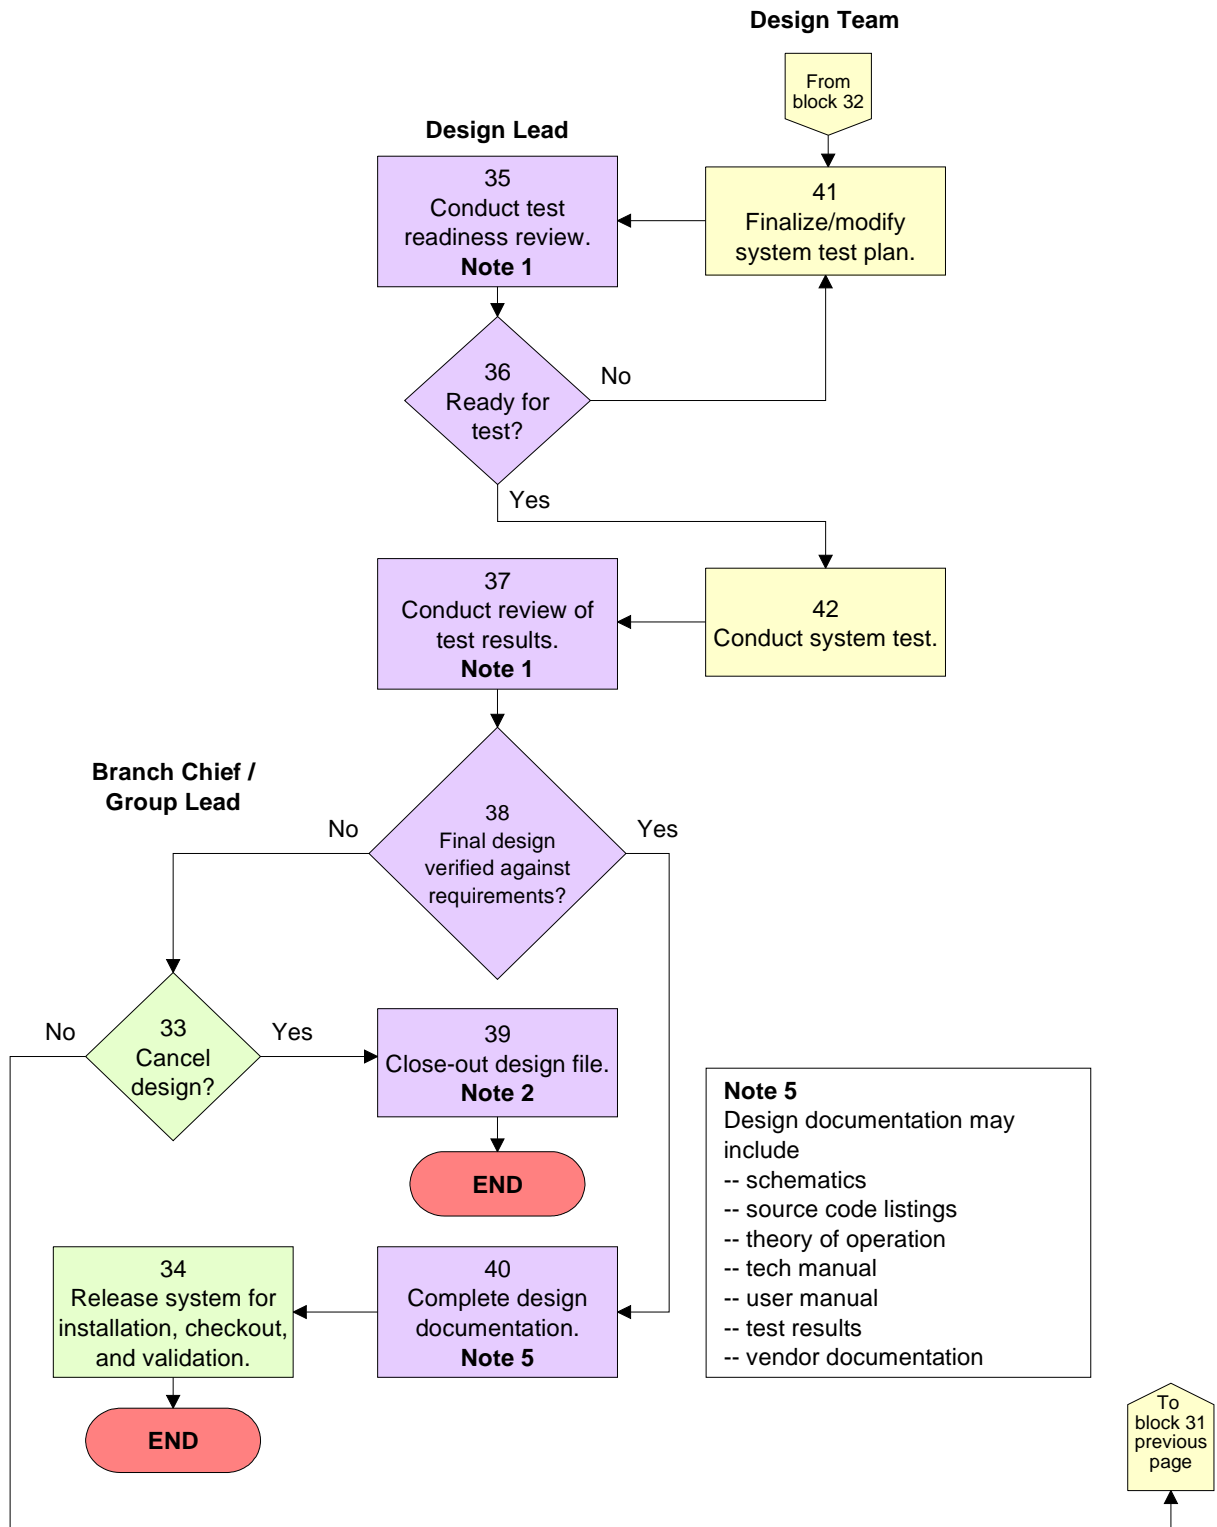 Design Team
From
block 32
Design Lead
35
Conduct test
readiness review.
Note 1
41
Finalize/modify
system test plan.
36
Ready for
test?
No
Yes
37
Conduct review of
test results.
Note 1
42
Conduct system test.
Branch Chief /
Group Lead
38
Final design
verified against
requirements?
No
Yes
33
Cancel
design?
No
Yes
39
Close-out design file.
Note 2
END
Note 5
Design documentation may
include
-- schematics
-- source code listings
-- theory of operation
-- tech manual
-- user manual
-- test results
-- vendor documentation
34
Release system for
installation, checkout,
and validation.
40
Complete design
documentation.
Note 5
END
To
block 31
previous
page